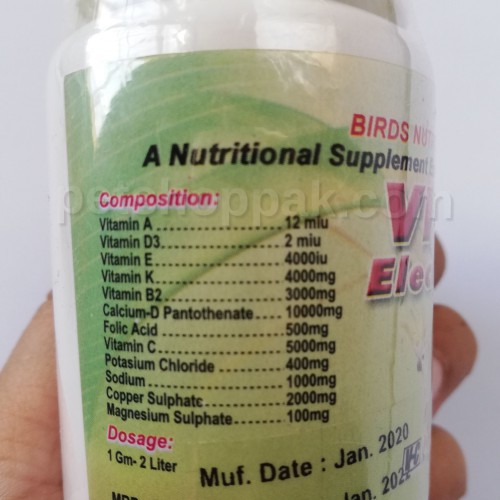 BIRDS
A Nutritional Supplement
Composition:
Vitamin A.................... 12 miu
Vitamin D3.................. 2 miu
Vitamin E.................... 4000iu
Vitamin K.................... 4000mg
Vitamin B2.................. 3000mg
Calcium-D Pantothenate..... 10000mg
Folic Acid.................... 500mg
Vitamin C.................... 5000mg
Potasium Chloride......... 400mg
Sodium........................ 1000mg
Copper Sulphate........... 2000mg
Magnesium Sulphate...... 100mg
Dosage:
1 Gm- 2 Liter
Muf. Date : Jan. 2020
Jan.